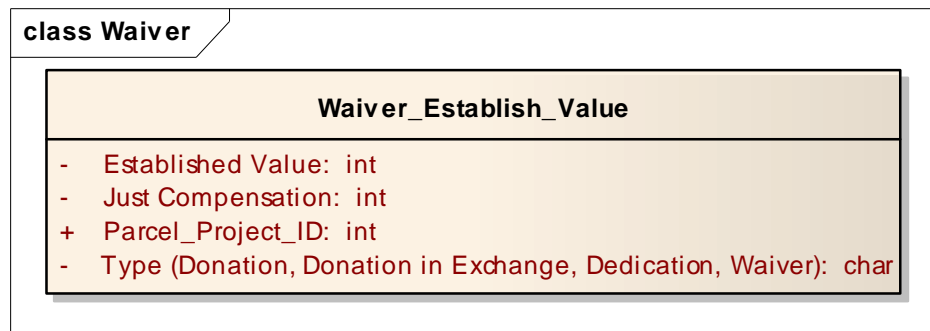 class Waiver
Waiver_Establish_Value
- Established Value: int
- Just Compensation: int
+ Parcel_Project_ID: int
- Type (Donation, Donation in Exchange, Dedication, Waiver): char